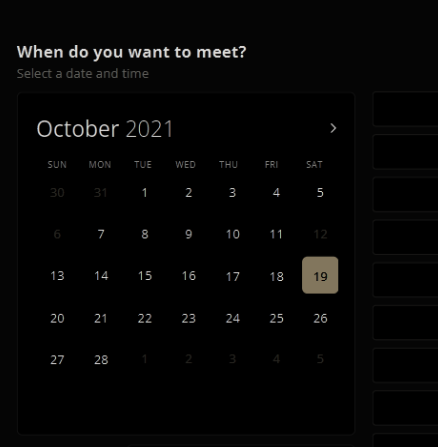 When do you want to meet?
Select a date and time
October 2021
SUN MON TUE WED THU FRI SAT
30 31 1 2 3 4 5
6 7 8 9 10 11 12
13 14 15 16 17 18 19
20 21 22 23 24 25 26
27 28 1 2 3 4 5